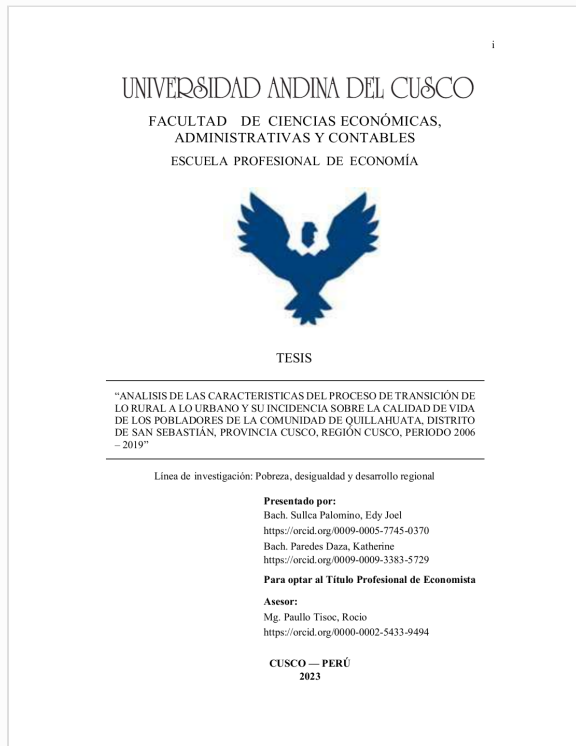 i
UNIVERSIDAD ANDINA DEL CUSCO
FACULTAD DE CIENCIAS ECONÓMICAS,
ADMINISTRATIVAS Y CONTABLES
ESCUELA PROFESIONAL DE ECONOMÍA
TESIS
“ANALISIS DE LAS CARACTERISTICAS DEL PROCESO DE TRANSICIÓN DE
LO RURAL A LO URBANO Y SU INCIDENCIA SOBRE LA CALIDAD DE VIDA
DE LOS POBLADORES DE LA COMUNIDAD DE QUILLAHUATA, DISTRITO
DE SAN SEBASTIÁN, PROVINCIA CUSCO, REGIÓN CUSCO, PERIODO 2006
– 2019”
Línea de investigación: Pobreza, desigualdad y desarrollo regional
Presentado por:
Bach. Sullca Palomino, Edy Joel
https://orcid.org/0009-0005-7745-0370
Bach. Paredes Daza, Katherine
https://orcid.org/0009-0009-3383-5729
Para optar al Título Profesional de Economista
Asesor:
Mg. Paullo Tisoc, Rocio
https://orcid.org/0000-0002-5433-9494
CUSCO — PERÚ
2023